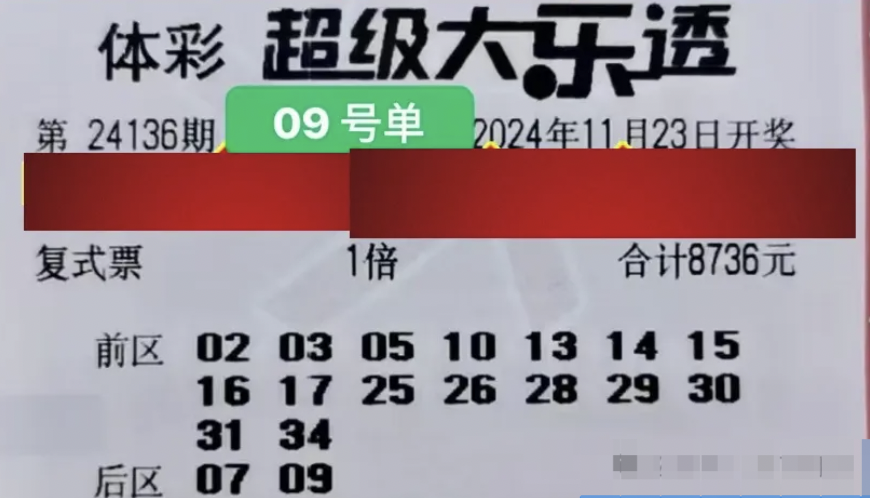 体彩 超级大乐透
09 号单
第 24136期 2024年11月23日开奖
复式票 1倍 合计8736元
前区 02 03 05 10 13 14 15
16 17 25 26 28 29 30
31 34
后区 07 09